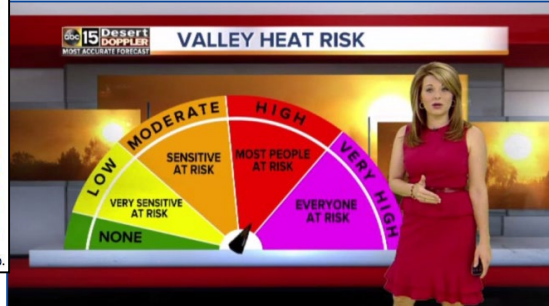 abc 15 Desert
DOPPLER
MOST ACCURATE FORECAST
VALLEY HEAT RISK
LOW
MODERATE
HIGH
VERY HIGH
VERY SENSITIVE
AT RISK
SENSITIVE
AT RISK
MOST PEOPLE
AT RISK
EVERYONE
AT RISK
NONE